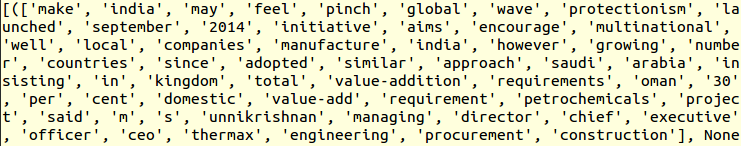 [(['make', 'india', 'may', 'feel', 'pinch', 'global', 'wave', 'protectionism', 'la
unched', 'september', '2014', 'initiative', 'aims', 'encourage', 'multinational',
'well', 'local', 'companies', 'manufacture', 'india', 'however', 'growing', 'numbe
r', 'countries', 'since', 'adopted', 'similar', 'approach', 'saudi', 'arabia', 'in
sisting', 'in', 'kingdom', 'total', 'value-addition', 'requirements', 'oman', '30'
, 'per', 'cent', 'domestic', 'value-add', 'requirement', 'petrochemicals', 'projec
t', 'said', 'm', 's', 'unnikrishnan', 'managing', 'director', 'chief', 'executive'
, 'officer', 'ceo', 'thermax', 'engineering', 'procurement', 'construction'], None